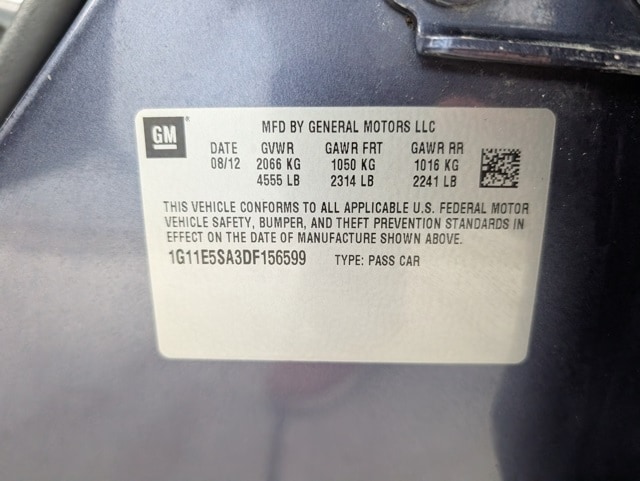 GM ® MFD BY GENERAL MOTORS LLC
DATE GVWR GAWR FRT GAWR RR
08/12 2066 KG 1050 KG 1016 KG
4555 LB 2314 LB 2241 LB
THIS VEHICLE CONFORMS TO ALL APPLICABLE U.S. FEDERAL MOTOR
VEHICLE SAFETY, BUMPER, AND THEFT PREVENTION STANDARDS IN
EFFECT ON THE DATE OF MANUFACTURE SHOWN ABOVE.
1G11E5SA3DF156599 TYPE: PASS CAR